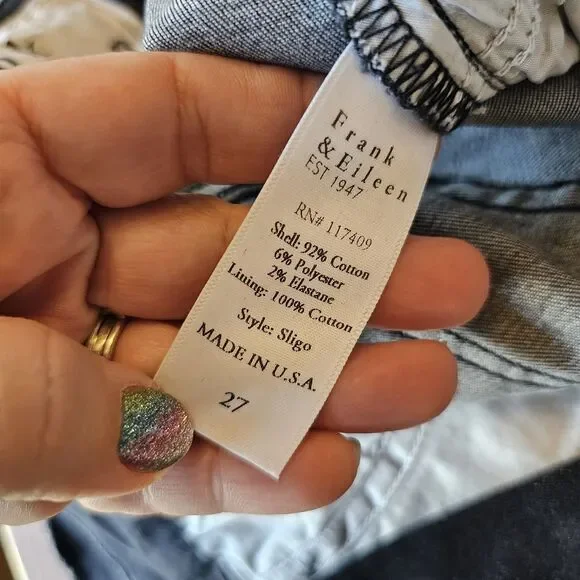 Frank
& Eileen
EST 1947
RN# 117409
Shell: 92% Cotton
6% Polyester
2% Elastane
Lining: 100% Cotton
Style: Sligo
MADE IN U.S.A.
27